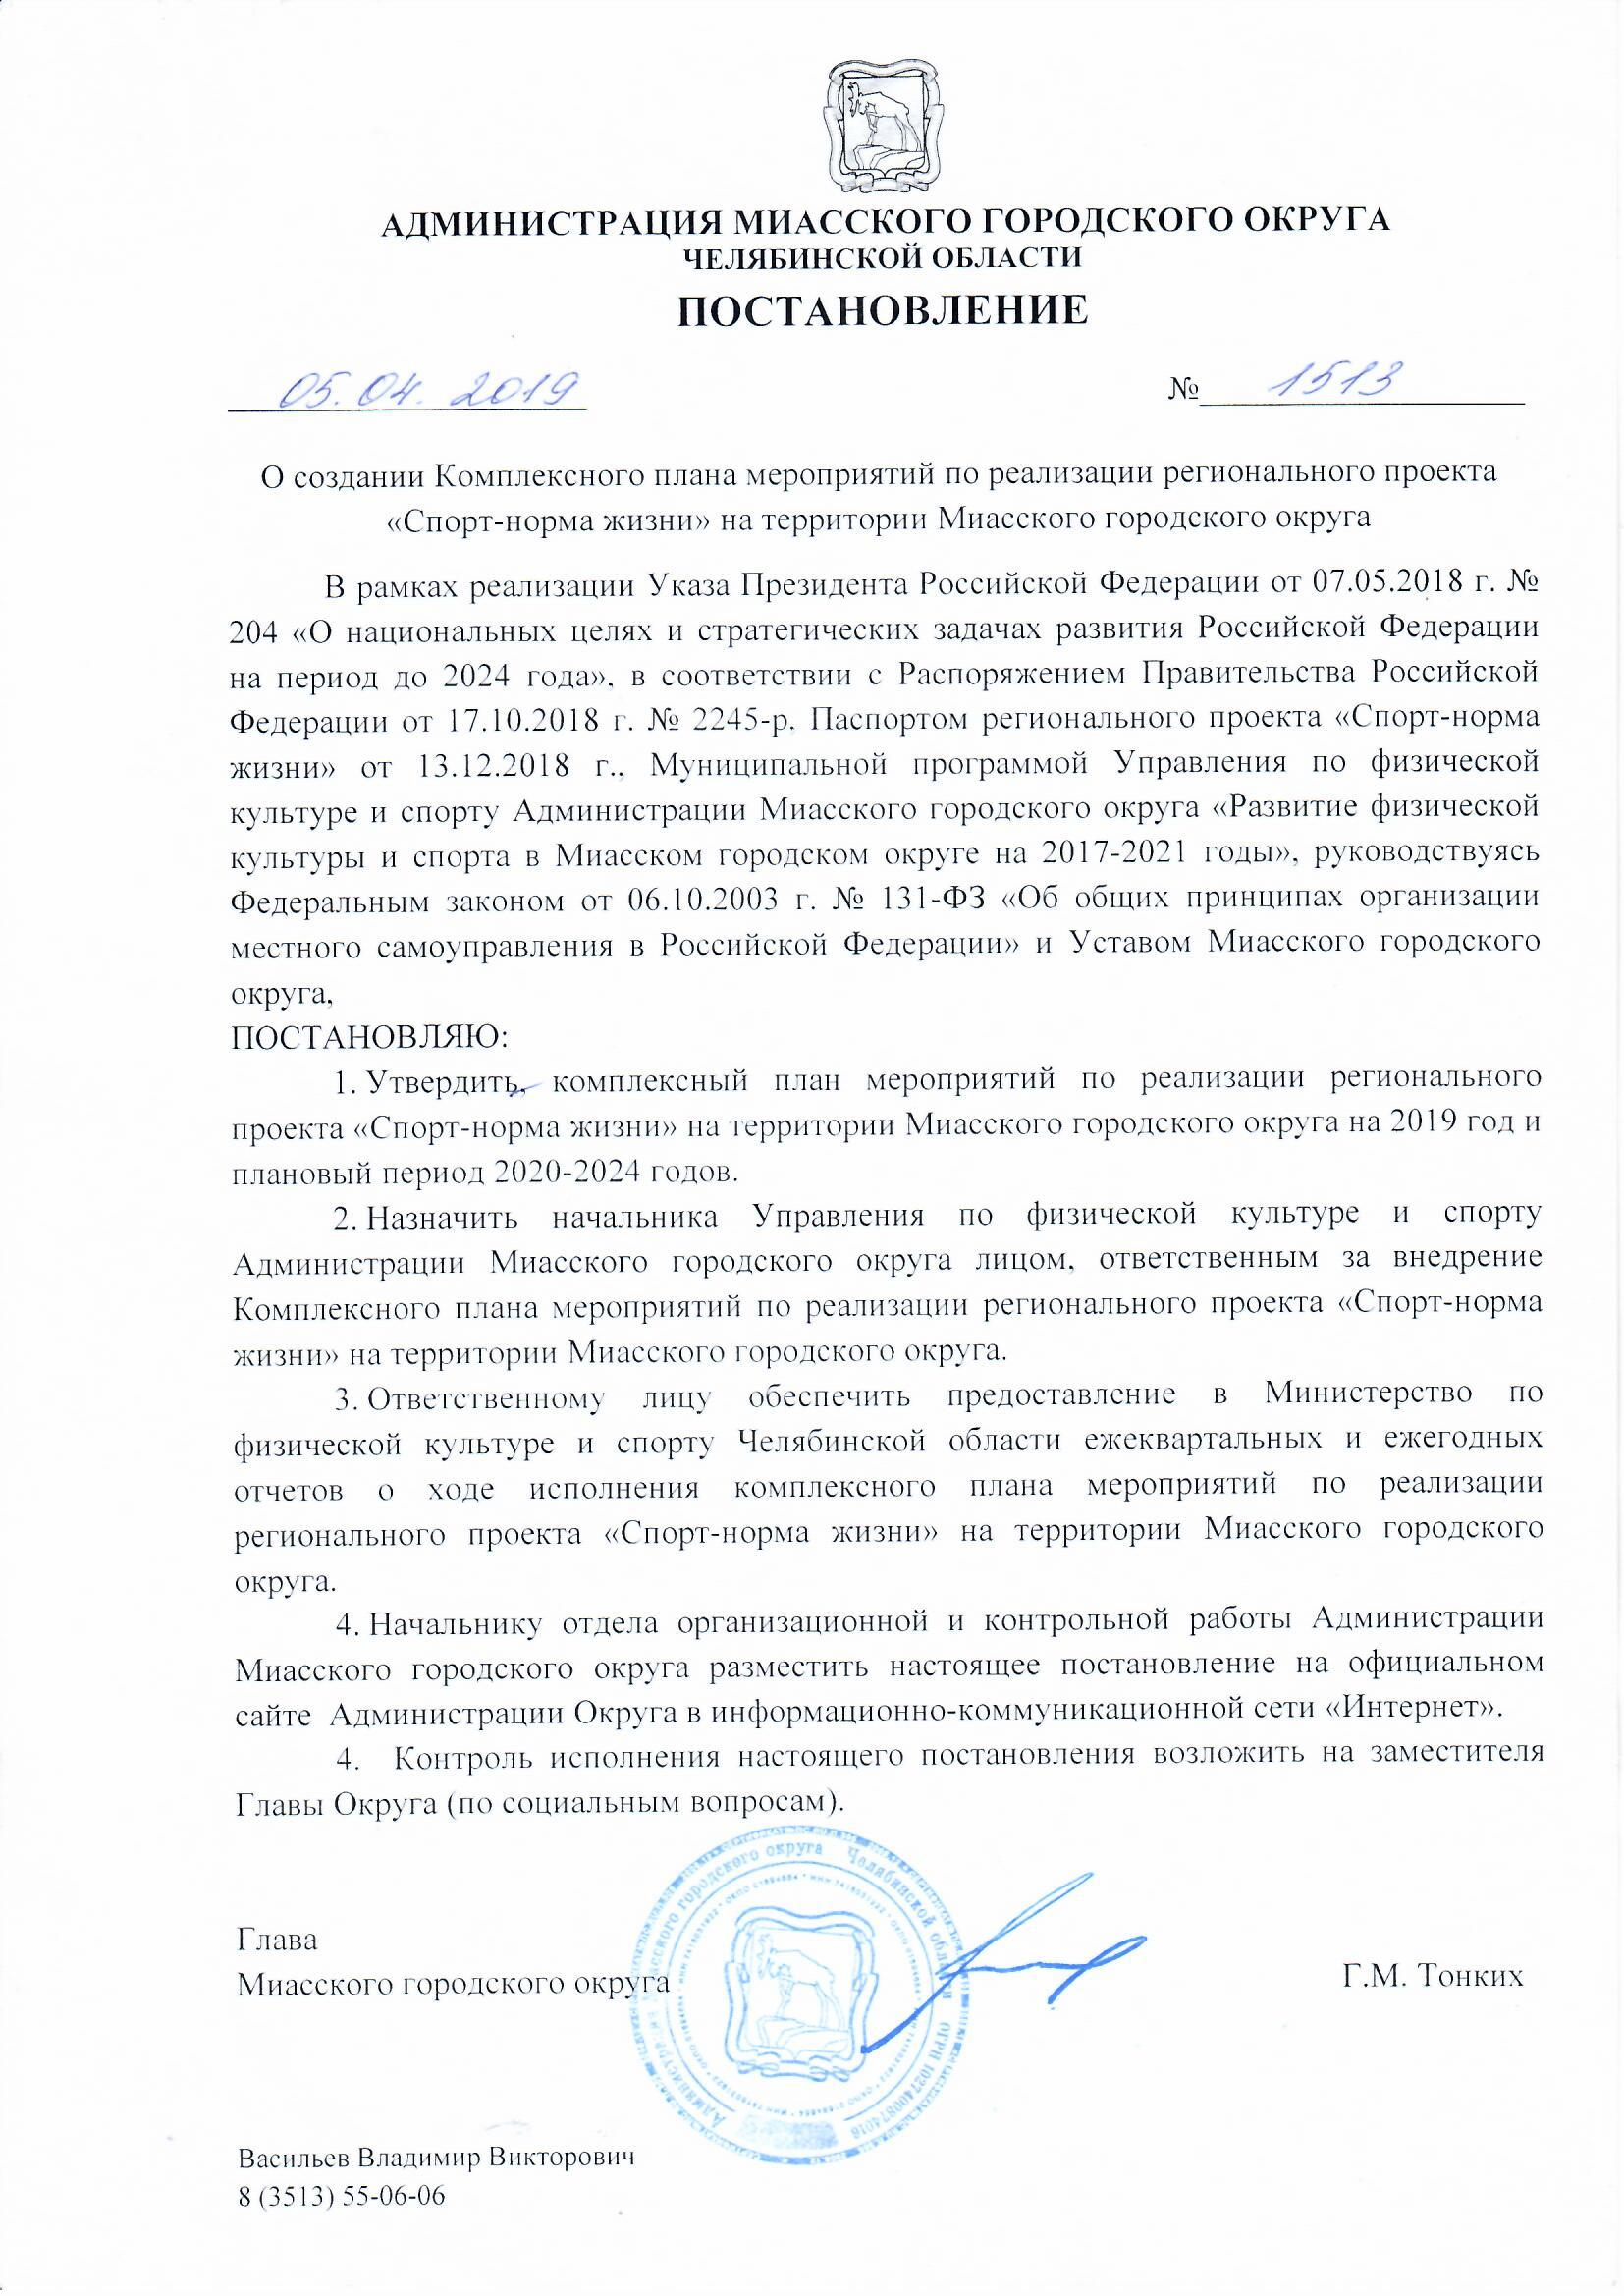 АДМИНИСТРАЦИЯ МИАССКОГО ГОРОДСКОГО ОКРУГА
ЧЕЛЯБИНСКОЙ ОБЛАСТИ
ПОСТАНОВЛЕНИЕ
05.04. 2019 № 1513
О создании Комплексного плана мероприятий по реализации регионального проекта
«Спорт-норма жизни» на территории Миасского городского округа
В рамках реализации Указа Президента Российской Федерации от 07.05.2018 г. №
204 «О национальных целях и стратегических задачах развития Российской Федерации
на период до 2024 года», в соответствии с Распоряжением Правительства Российской
Федерации от 17.10.2018 г. № 2245-р. Паспортом регионального проекта «Спорт-норма
жизни» от 13.12.2018 г., Муниципальной программой Управления по физической
культуре и спорту Администрации Миасского городского округа «Развитие физической
культуры и спорта в Миасском городском округе на 2017-2021 годы», руководствуясь
Федеральным законом от 06.10.2003 г. № 131-ФЗ «Об общих принципах организации
местного самоуправления в Российской Федерации» и Уставом Миасского городского
округа,
ПОСТАНОВЛЯЮ:
1. Утвердить, комплексный план мероприятий по реализации регионального
проекта «Спорт-норма жизни» на территории Миасского городского округа на 2019 год и
плановый период 2020-2024 годов.
2. Назначить начальника Управления по физической культуре и спорту
Администрации Миасского городского округа лицом, ответственным за внедрение
Комплексного плана мероприятий по реализации регионального проекта «Спорт-норма
жизни» на территории Миасского городского округа.
3. Ответственному лицу обеспечить предоставление в Министерство по
физической культуре и спорту Челябинской области ежеквартальных и ежегодных
отчетов о ходе исполнения комплексного плана мероприятий по реализации
регионального проекта «Спорт-норма жизни» на территории Миасского городского
округа.
4. Начальнику отдела организационной и контрольной работы Администрации
Миасского городского округа разместить настоящее постановление на официальном
сайте Администрации Округа в информационно-коммуникационной сети «Интернет».
4. Контроль исполнения настоящего постановления возложить на заместителя
Главы Округа (по социальным вопросам).
Глава
Миасского городского округа Г.М. Тонких
Администрация Миасского городского округа Челябинской области ОГРН 1027400874016
Васильев Владимир Викторович
8 (3513) 55-06-06